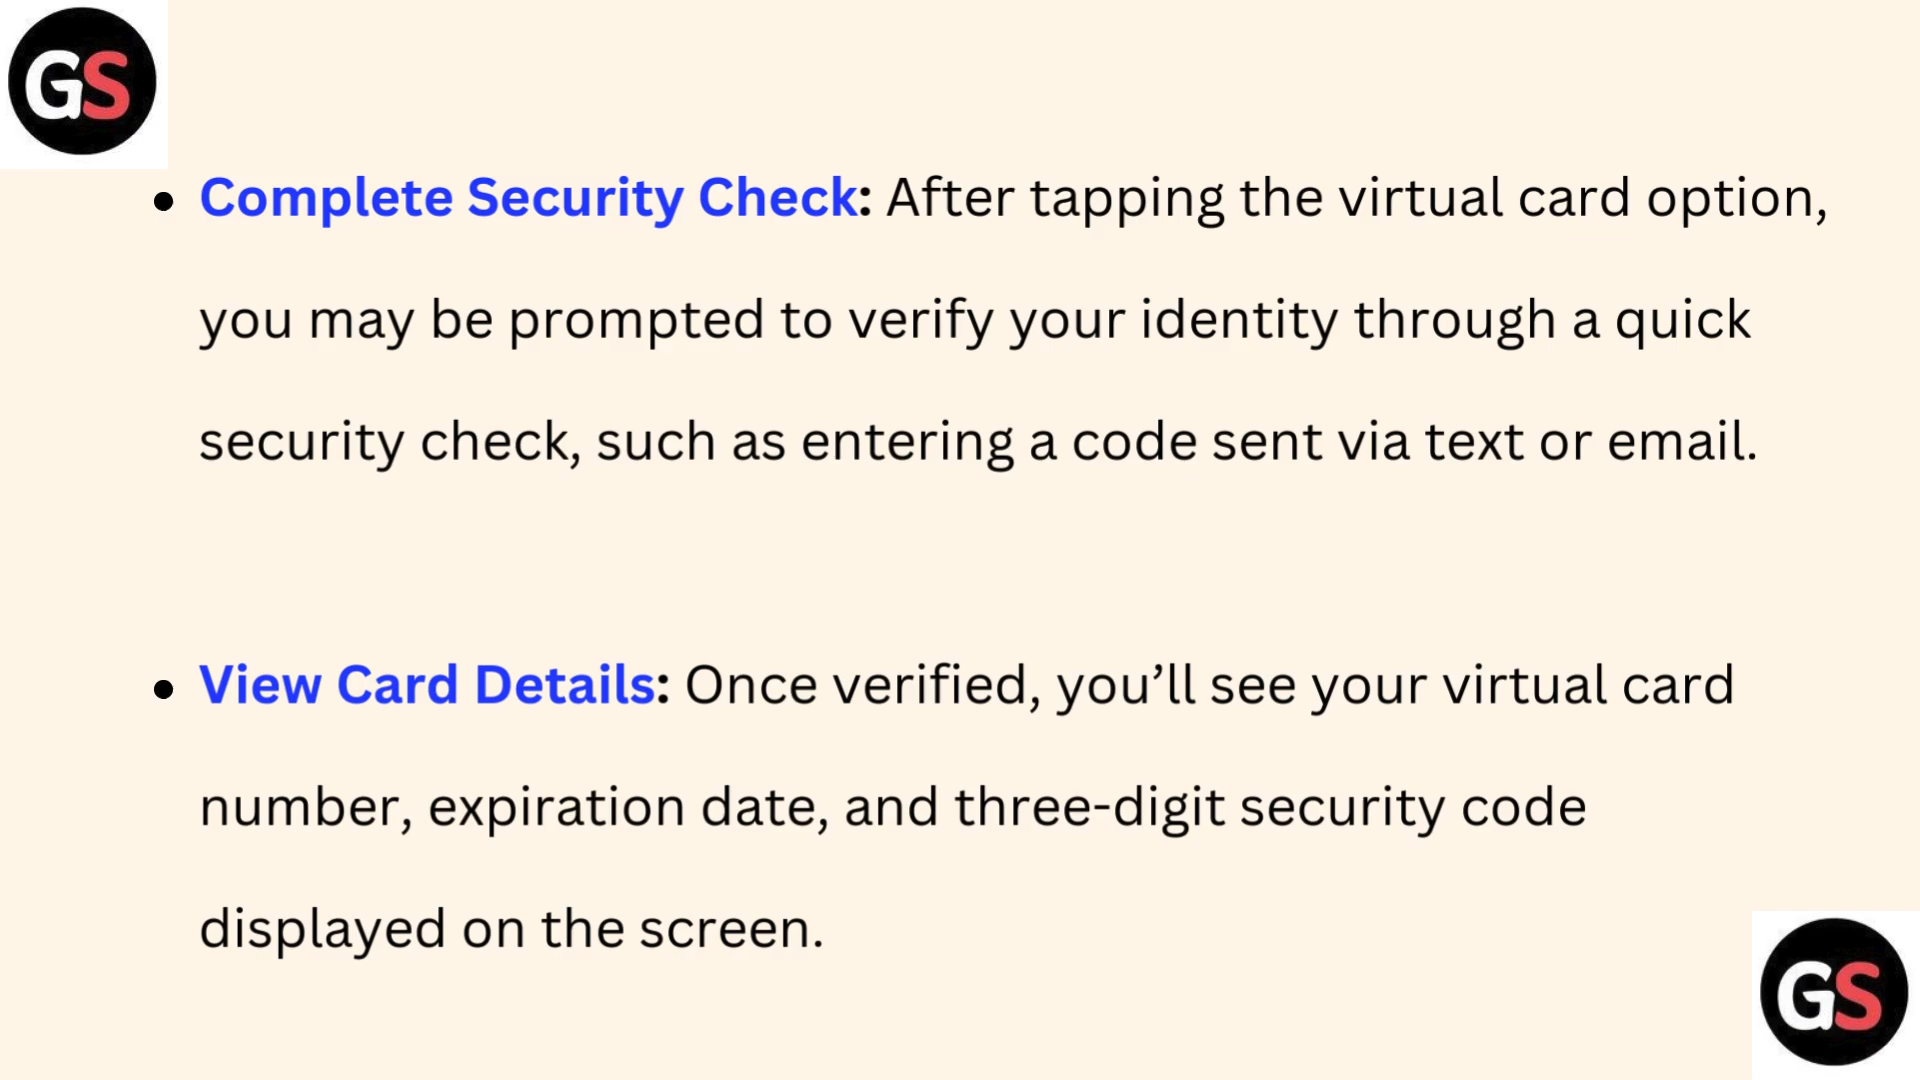 GS
• Complete Security Check: After tapping the virtual card option,
you may be prompted to verify your identity through a quick
security check, such as entering a code sent via text or email.
• View Card Details: Once verified, you’ll see your virtual card
number, expiration date, and three-digit security code
displayed on the screen.
GS